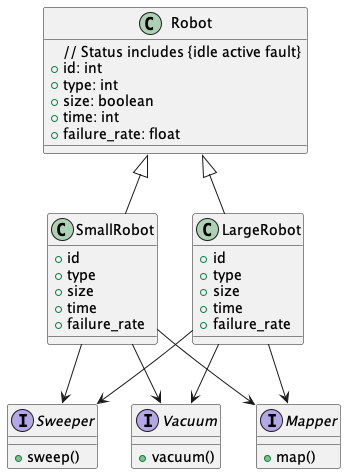 C Robot
// Status includes {idle active fault}
id: int
type: int
size: boolean
time: int
failure_rate: float
C SmallRobot
id
type
size
time
failure_rate
C LargeRobot
id
type
size
time
failure_rate
I Sweeper
sweep()
I Vacuum
vacuum()
I Mapper
map()